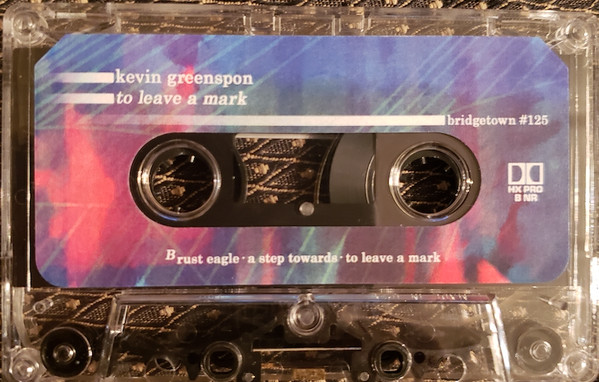 kevin greenspon
to leave a mark
bridgetown #125
HX PRO
B NR
B rust eagle · a step towards · to leave a mark